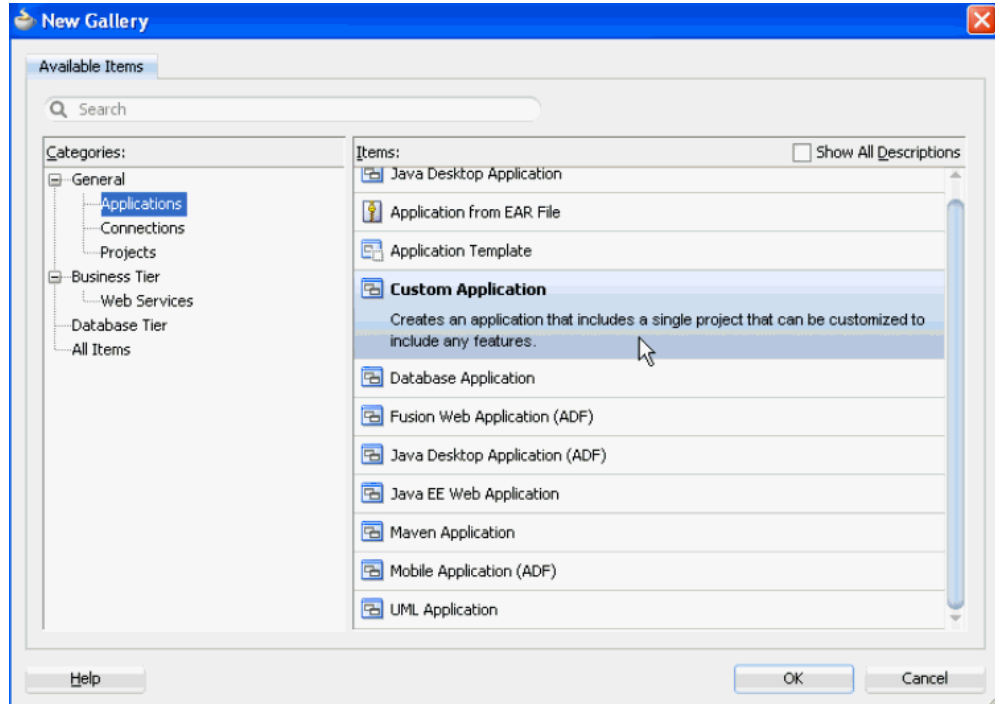 New Gallery
Available Items
Search
Categories:
General
Applications
Connections
Projects
Business Tier
Web Services
Database Tier
All Items
Items:
Show All Descriptions
Java Desktop Application
Application from EAR File
Application Template
Custom Application
Creates an application that includes a single project that can be customized to
include any features.
Database Application
Fusion Web Application (ADF)
Java Desktop Application (ADF)
Java EE Web Application
Maven Application
Mobile Application (ADF)
UML Application
Help
OK
Cancel